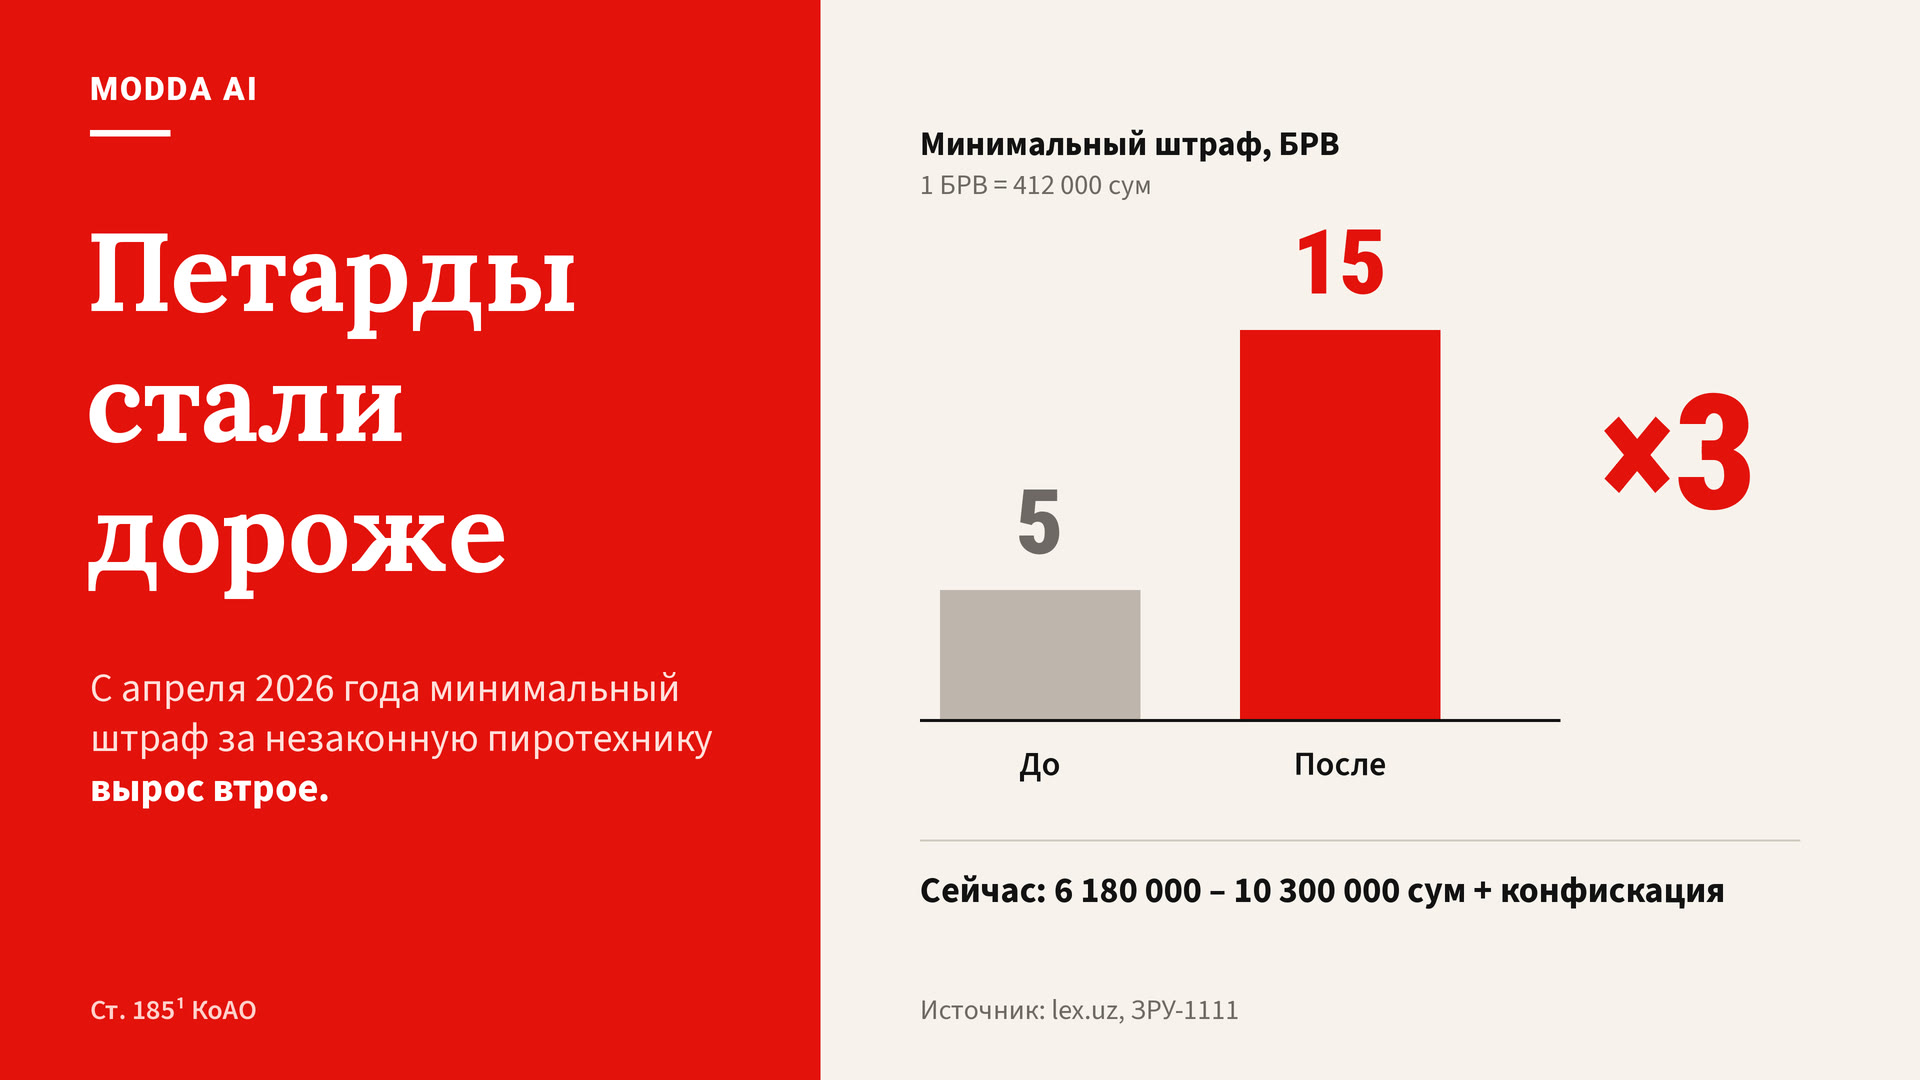 MODDA AI
Петарды
стали
дороже
С апреля 2026 года минимальный
штраф за незаконную пиротехнику
вырос втрое.
Ст. 185¹ КоАО
Минимальный штраф, БРВ
1 БРВ = 412 000 сум
15
5
×3
До
После
Сейчас: 6 180 000 – 10 300 000 сум + конфискация
Источник: lex.uz, ЗРУ-1111